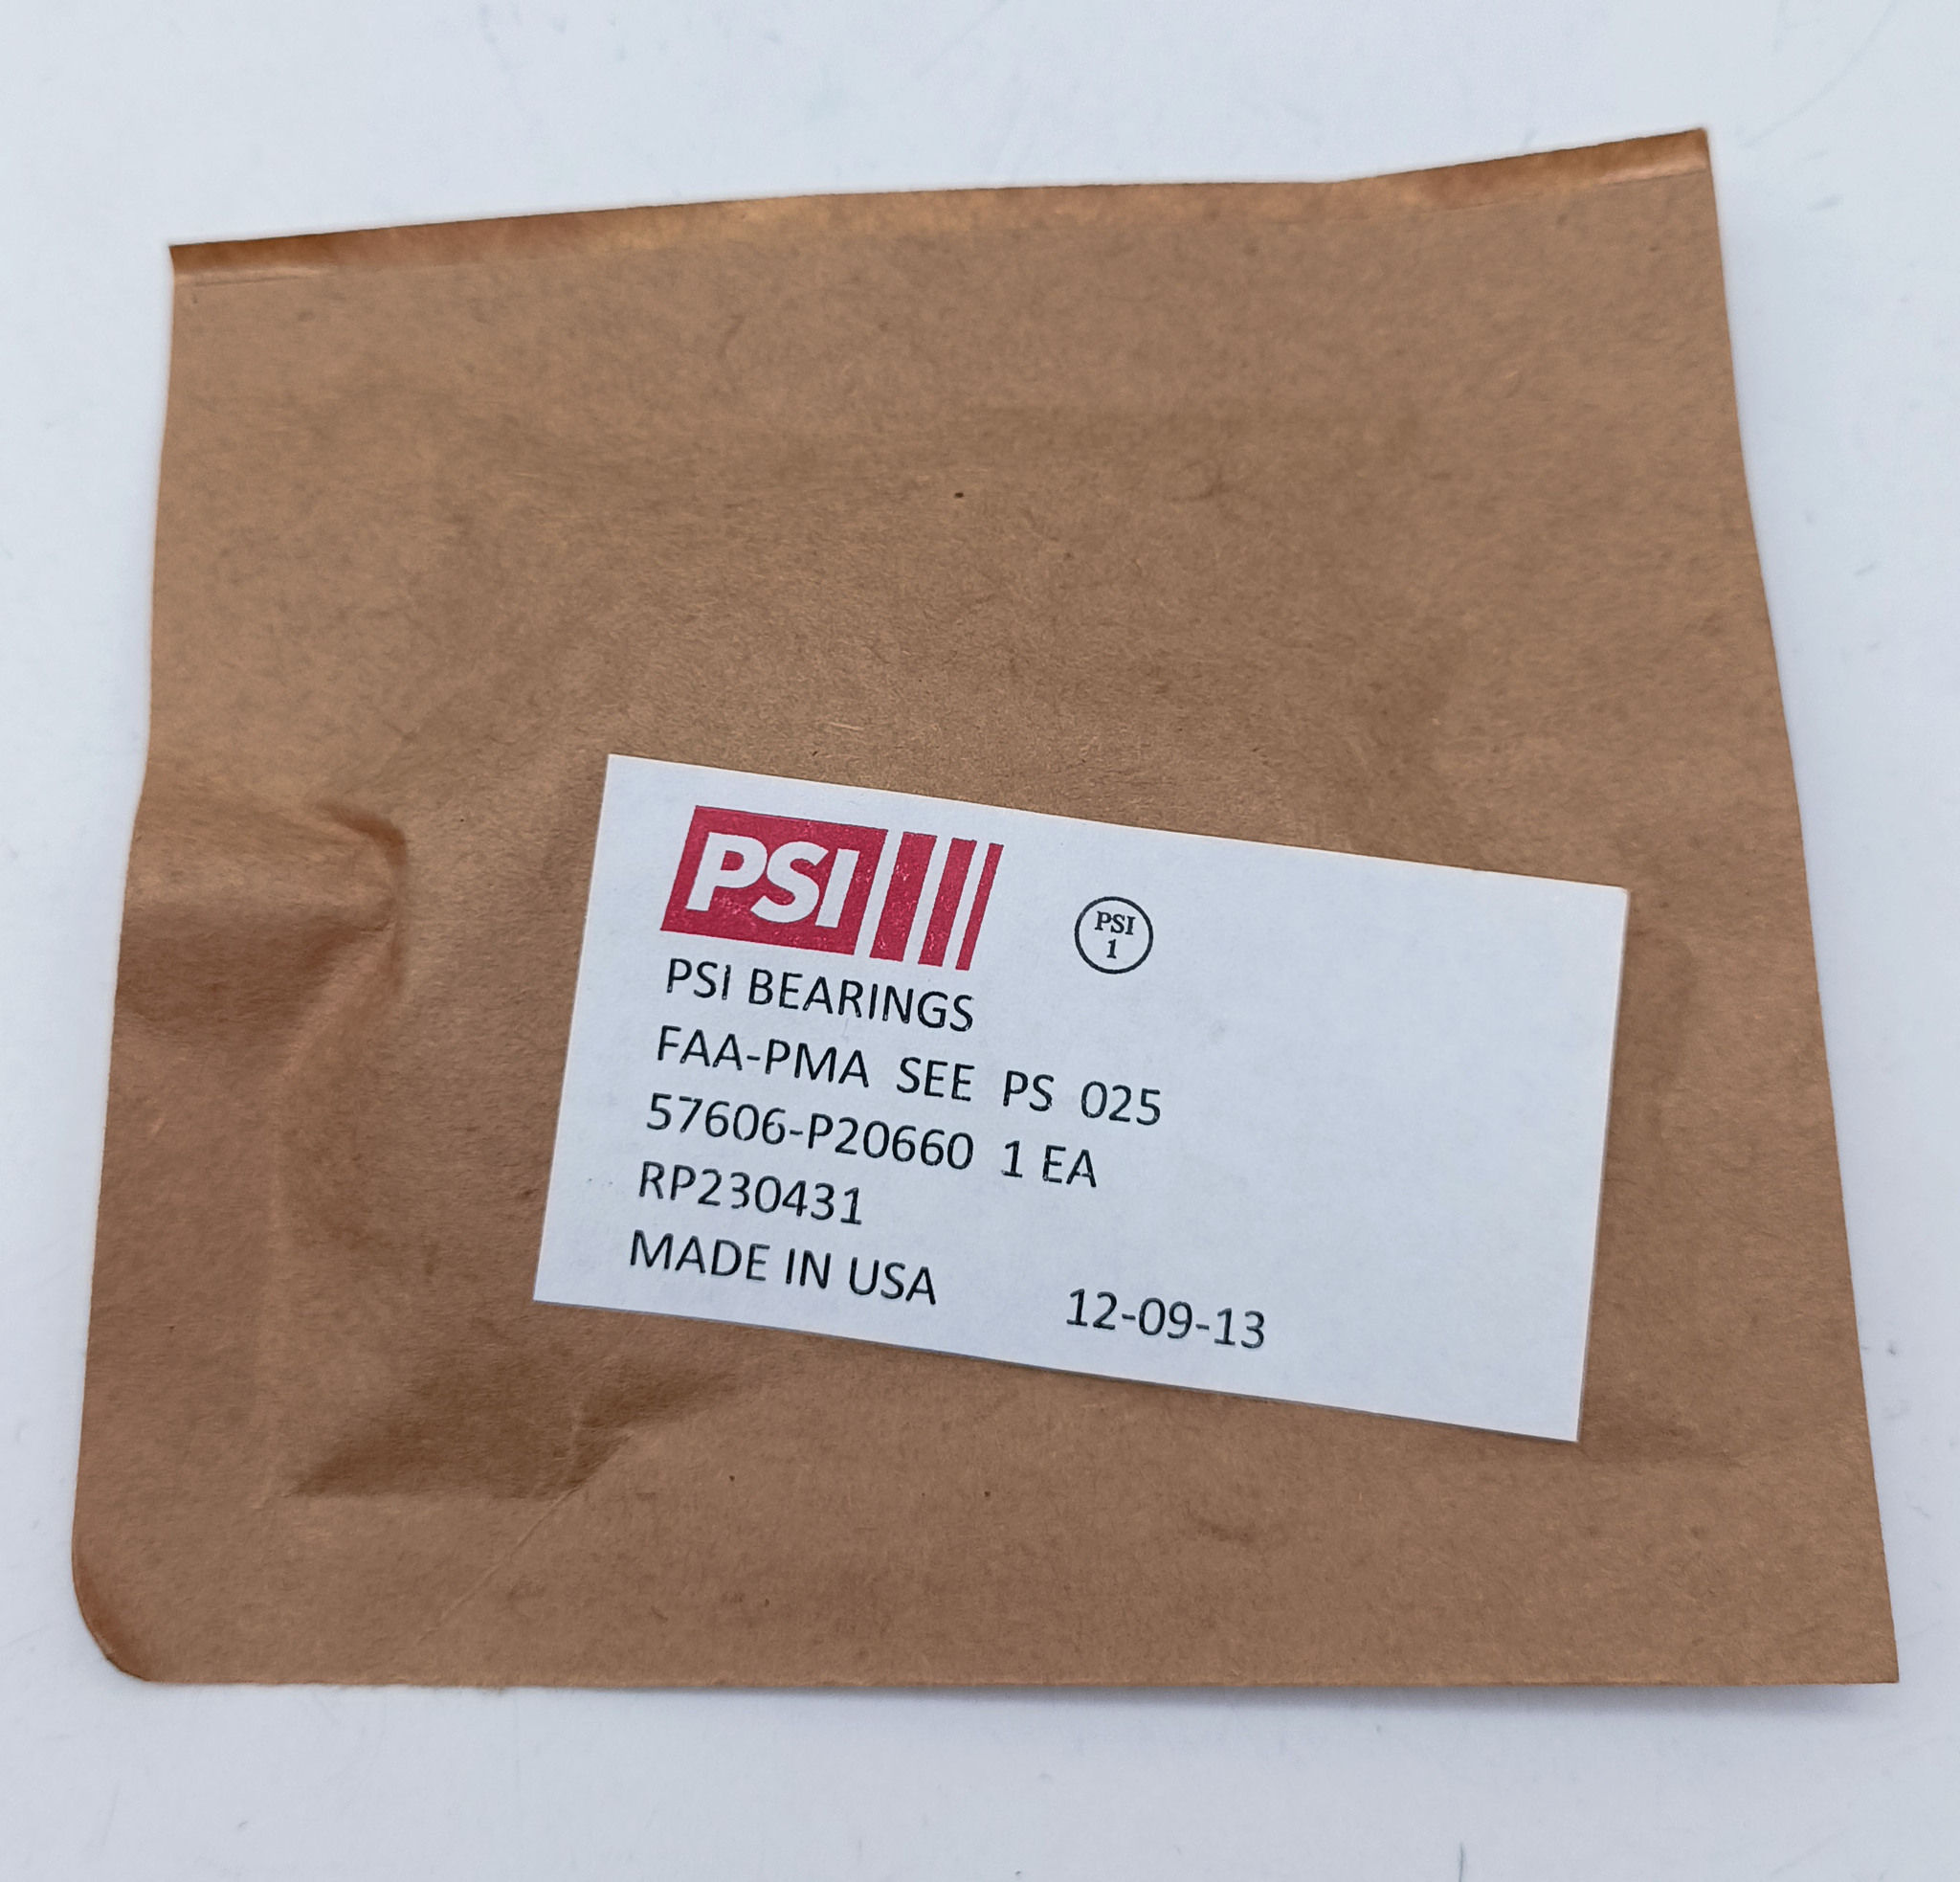 PSI
PSI
1
PSI BEARINGS
FAA-PMA SEE PS 025
57606-P20660 1 EA
RP230431
MADE IN USA 12-09-13